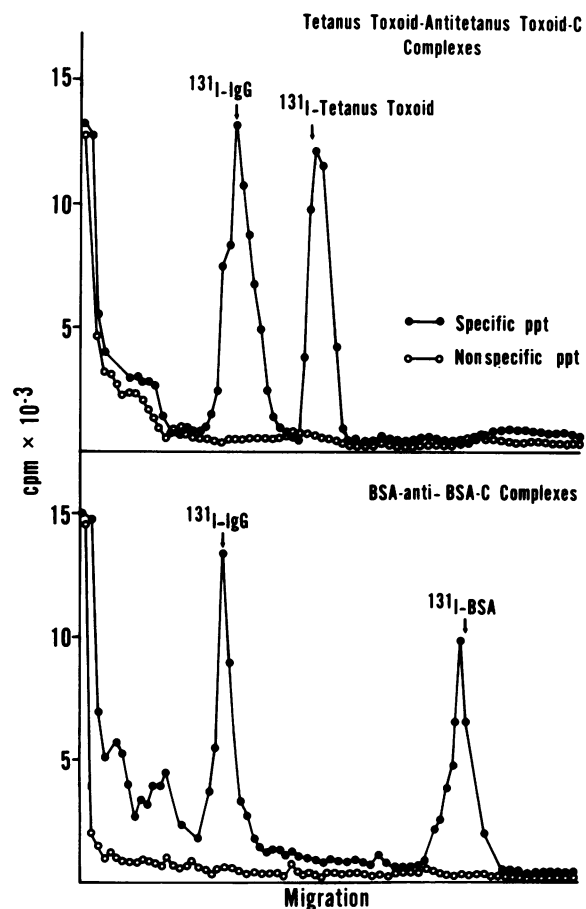 Tetanus Toxoid-Antitetanus Toxoid-C
Complexes
15
131I-IgG
131I-Tetanus Toxoid
10
Specific ppt
Nonspecific ppt
5
cpm × 10-3
BSA-anti-BSA-C Complexes
15
131I-IgG
131I-BSA
10
5
Migration